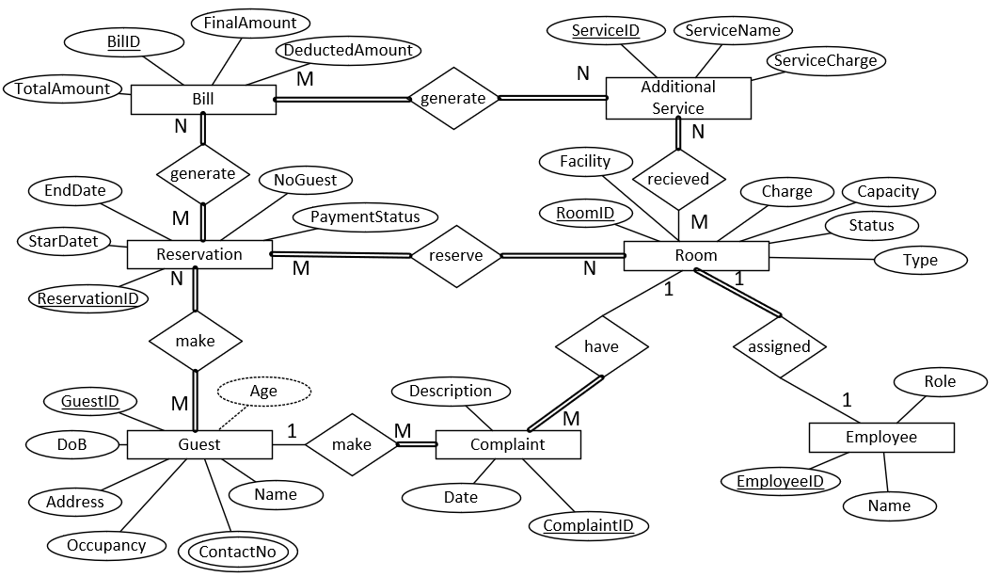 FinalAmount
BillID
DeductedAmount
TotalAmount
Bill
M
generate
N
ServiceID
ServiceName
ServiceCharge
Additional
Service
N
generate
M
N
recieved
M
EndDate
NoGuest
StarDatet
PaymentStatus
Reservation
ReservationID
M
reserve
N
Facility
RoomID
Charge
Capacity
Status
Type
Room
N
make
M
1
have
M
1
assigned
1
GuestID
Age
DoB
Guest
Address
Name
Occupancy
ContactNo
1
make
M
Description
Complaint
Date
ComplaintID
Role
Employee
EmployeeID
Name